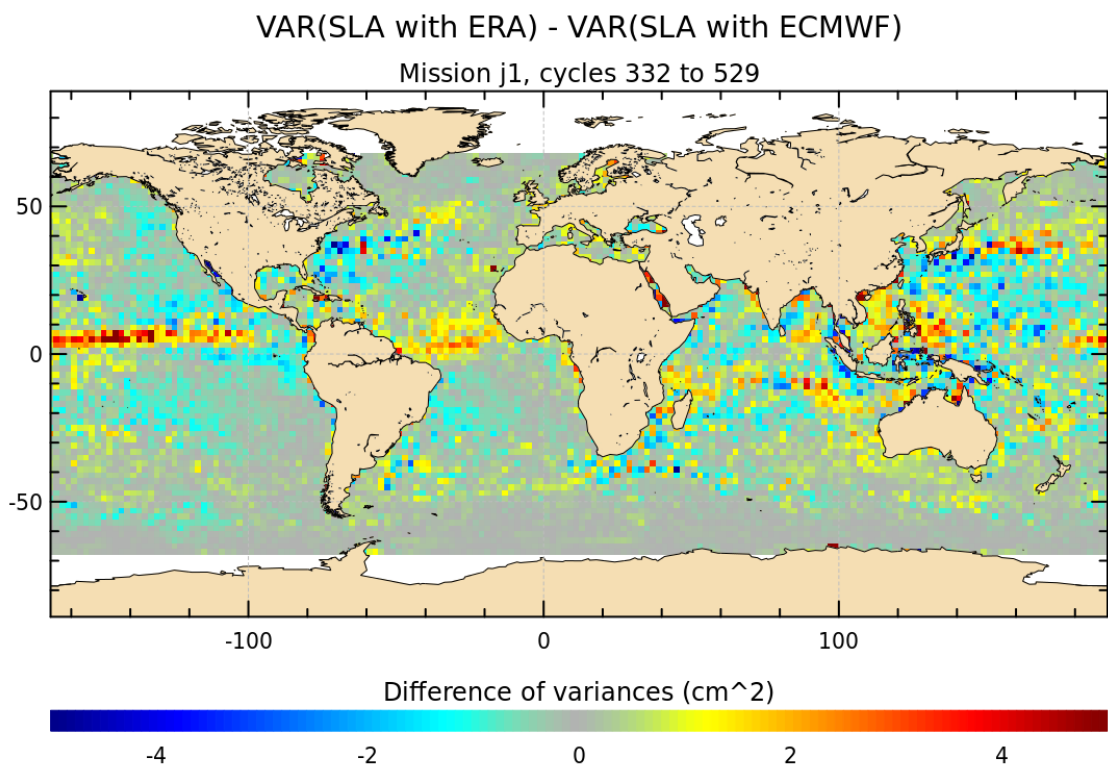 VAR(SLA with ERA) - VAR(SLA with ECMWF)
Mission j1, cycles 332 to 529
50
0
-50
-100 0 100
Difference of variances (cm^2)
-4 -2 0 2 4